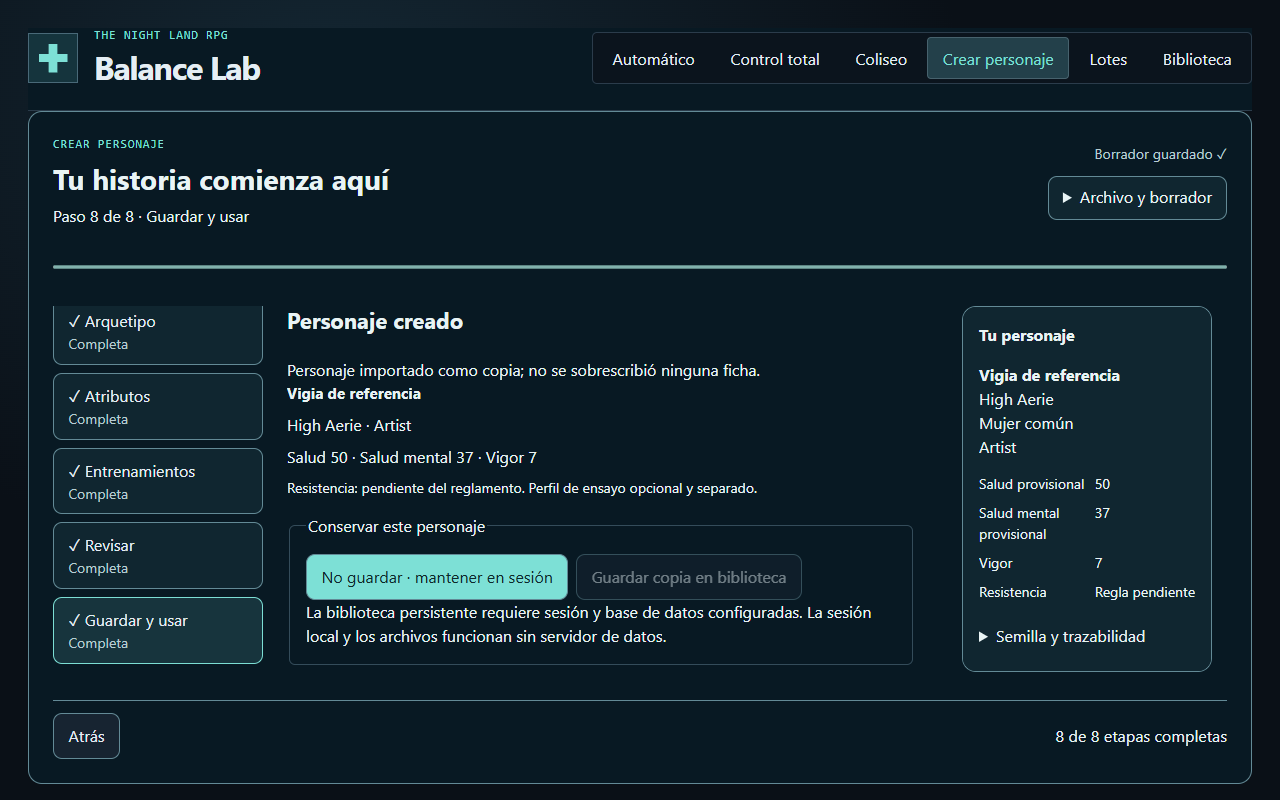 THE NIGHT LAND RPG
Balance Lab
Automático
Control total
Coliseo
Crear personaje
Lotes
Biblioteca
CREAR PERSONAJE
Tu historia comienza aquí
Paso 8 de 8 · Guardar y usar
Borrador guardado ✓
▶ Archivo y borrador
✓ Arquetipo
Completa
✓ Atributos
Completa
✓ Entrenamientos
Completa
✓ Revisar
Completa
✓ Guardar y usar
Completa
Personaje creado
Personaje importado como copia; no se sobrescribió ninguna ficha.
Vigia de referencia
High Aerie · Artist
Salud 50 · Salud mental 37 · Vigor 7
Resistencia: pendiente del reglamento. Perfil de ensayo opcional y separado.
Conservar este personaje
No guardar · mantener en sesión
Guardar copia en biblioteca
La biblioteca persistente requiere sesión y base de datos configuradas. La sesión
local y los archivos funcionan sin servidor de datos.
Tu personaje
Vigia de referencia
High Aerie
Mujer común
Artist
Salud provisional 50
Salud mental 37
provisional
Vigor 7
Resistencia Regla pendiente
▶ Semilla y trazabilidad
Atrás
8 de 8 etapas completas